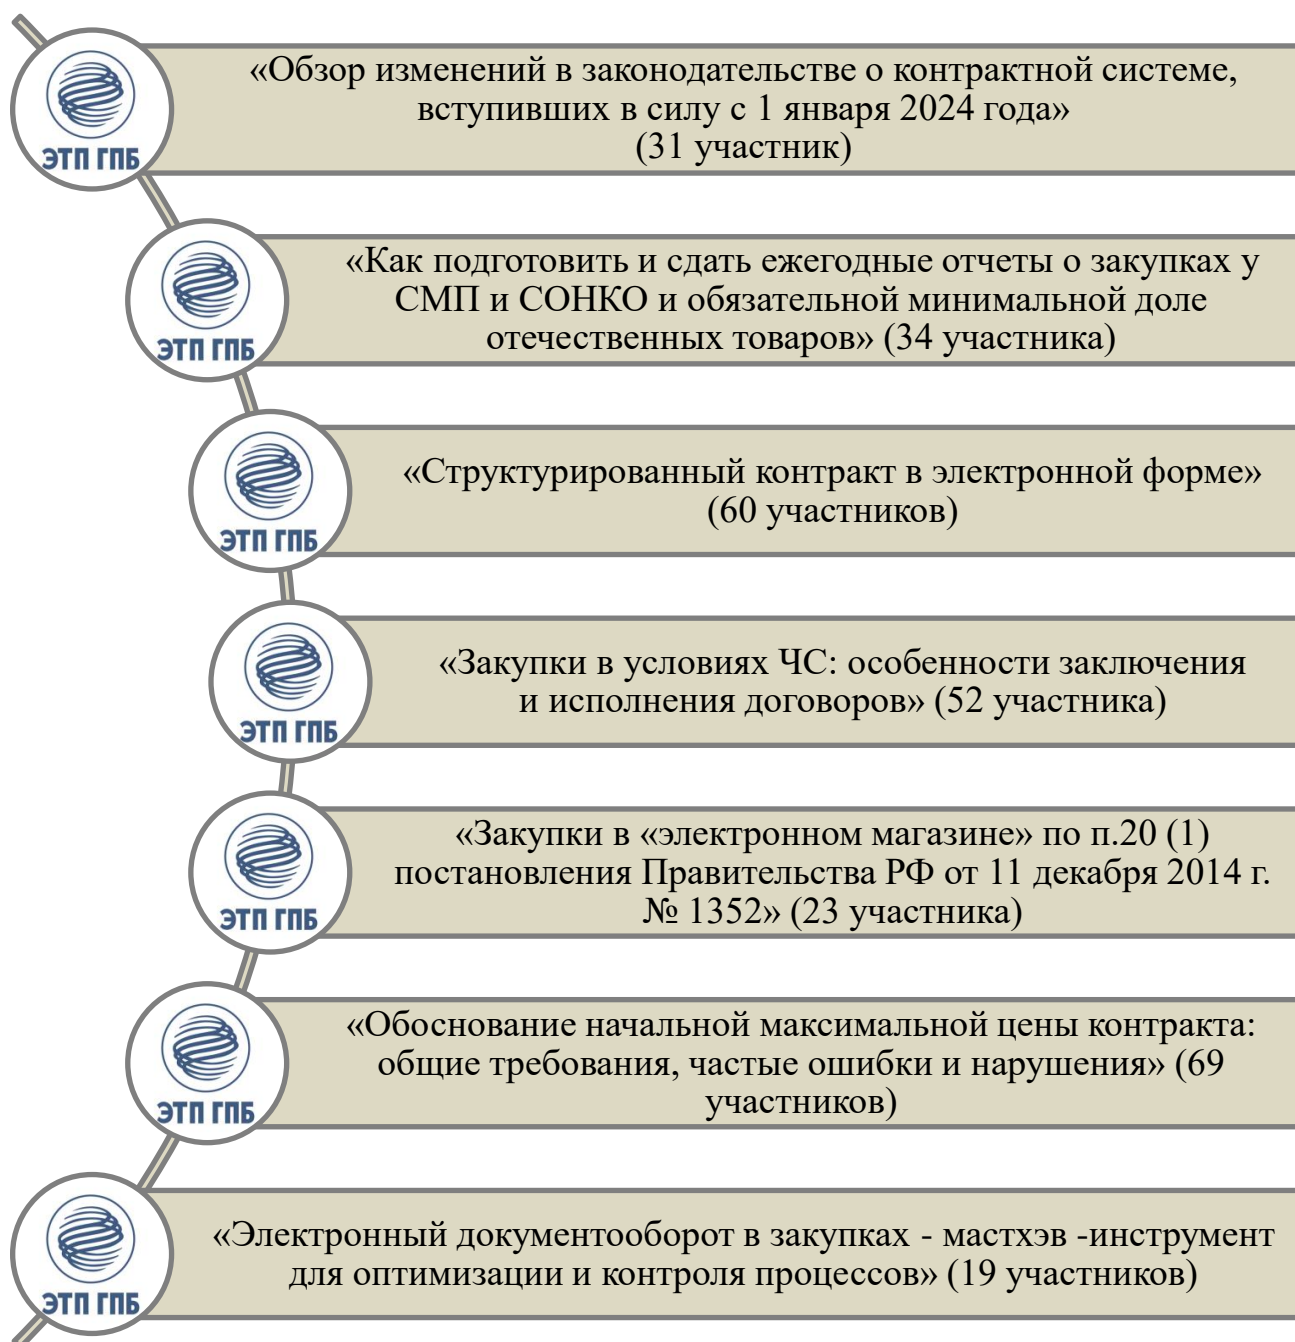 «Обзор изменений в законодательстве о контрактной системе,
вступивших в силу с 1 января 2024 года»
(31 участник)
ЭТП ГПБ
«Как подготовить и сдать ежегодные отчеты о закупках у
СМП и СОНКО и обязательной минимальной доле
отечественных товаров» (34 участника)
ЭТП ГПБ
«Структурированный контракт в электронной форме»
(60 участников)
ЭТП ГПБ
«Закупки в условиях ЧС: особенности заключения
и исполнения договоров» (52 участника)
ЭТП ГПБ
«Закупки в «электронном магазине» по п.20 (1)
постановления Правительства РФ от 11 декабря 2014 г.
№ 1352» (23 участника)
ЭТП ГПБ
«Обоснование начальной максимальной цены контракта:
общие требования, частые ошибки и нарушения» (69
участников)
ЭТП ГПБ
«Электронный документооборот в закупках - мастхэв -инструмент
для оптимизации и контроля процессов» (19 участников)
ЭТП ГПБ